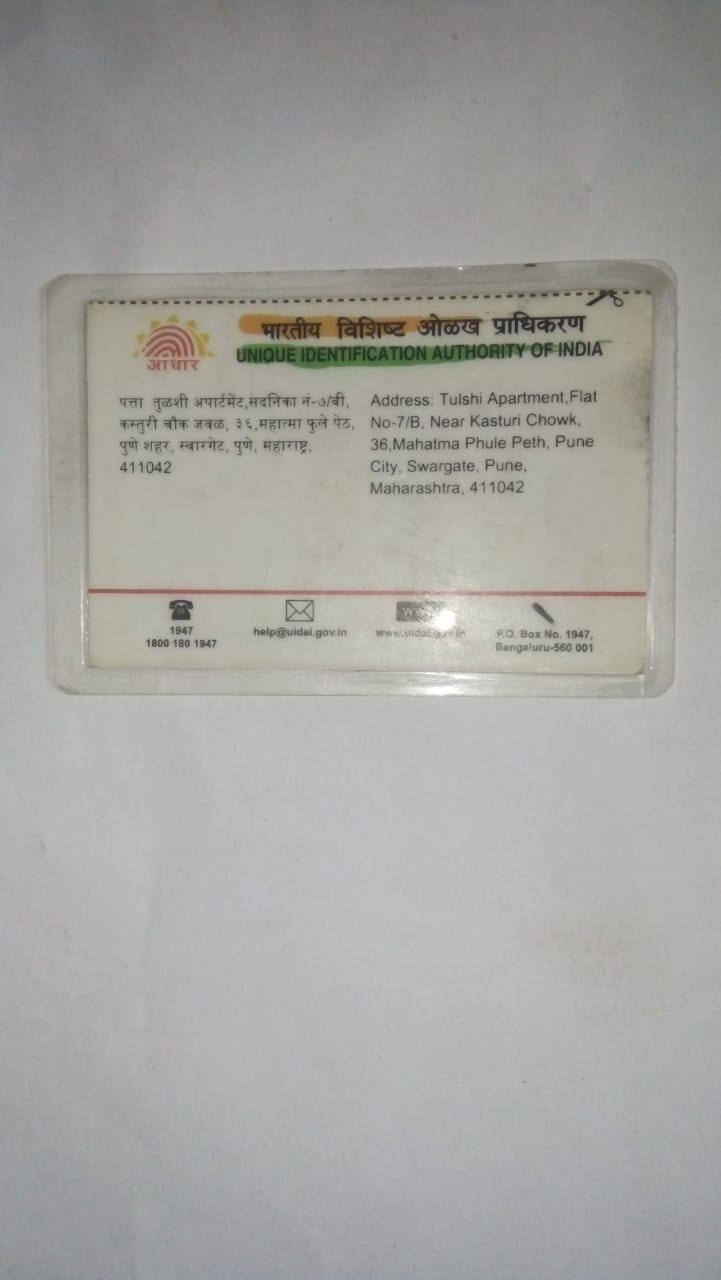 भारतीय विशिष्ट ओळख प्राधिकरण
UNIQUE IDENTIFICATION AUTHORITY OF INDIA
आधार
पत्ता तुळशी अपार्टमेंट,सदनिका नं-७/बी,
कस्तुरी चौक जवळ, ३६,महात्मा फुले पेठ,
पुणे शहर, स्वारगेट, पुणे, महाराष्ट्र,
411042
Address: Tulshi Apartment,Flat
No-7/B, Near Kasturi Chowk,
36,Mahatma Phule Peth, Pune
City, Swargate, Pune,
Maharashtra, 411042
1947
1800 180 1947
help@uidai.gov.in
www.uidai.gov.in
P.O. Box No. 1947,
Bengaluru-560 001